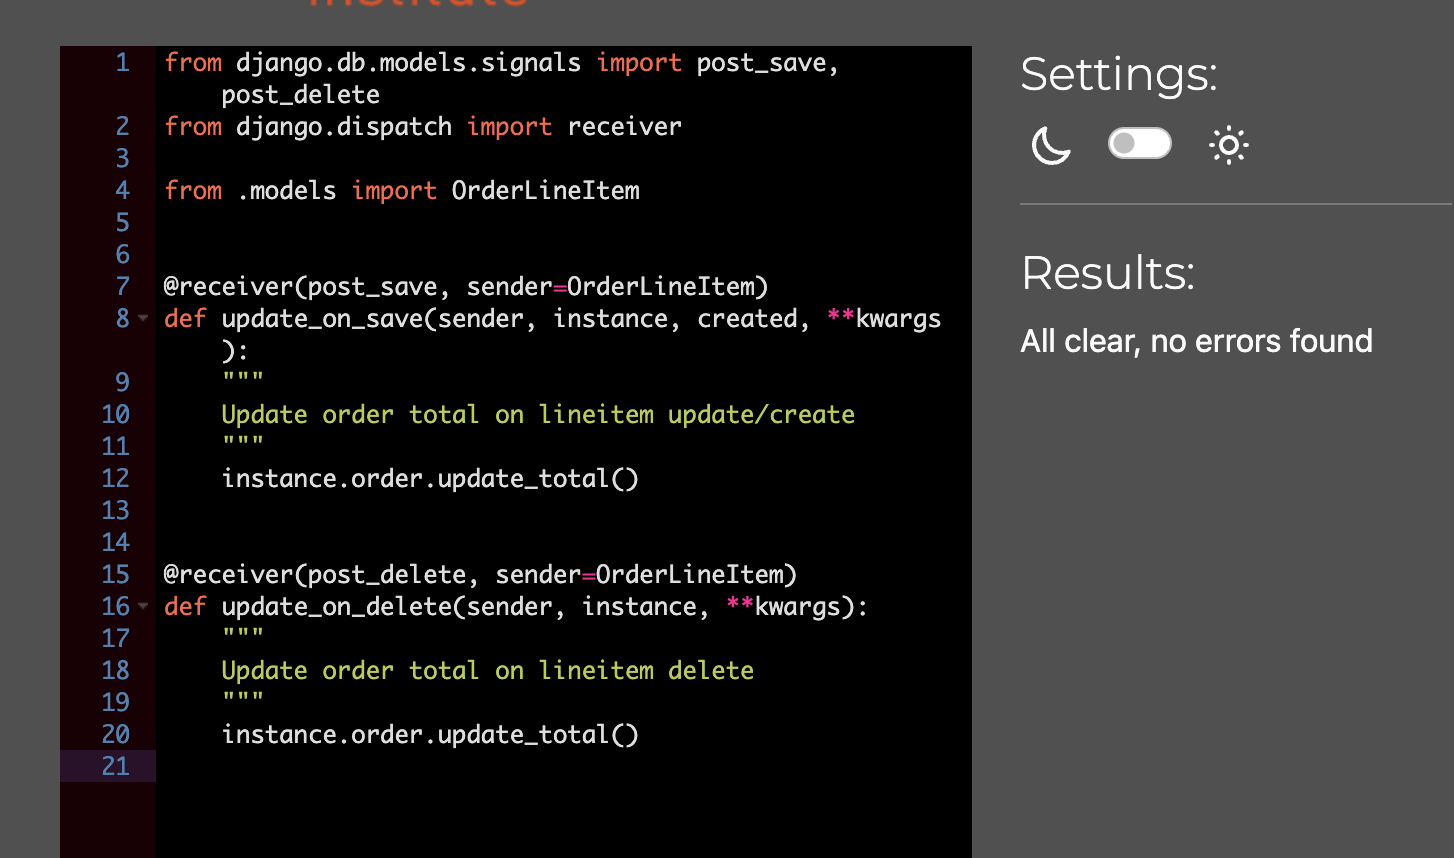 1 from django.db.models.signals import post_save,
post_delete
2 from django.dispatch import receiver
3
4 from .models import OrderLineItem
5
6
7 @receiver(post_save, sender=OrderLineItem)
8 def update_on_save(sender, instance, created, **kwargs
):
9 """
10 Update order total on lineitem update/create
11 """
12 instance.order.update_total()
13
14
15 @receiver(post_delete, sender=OrderLineItem)
16 def update_on_delete(sender, instance, **kwargs):
17 """
18 Update order total on lineitem delete
19 """
20 instance.order.update_total()
21
Settings:
Results:
All clear, no errors found